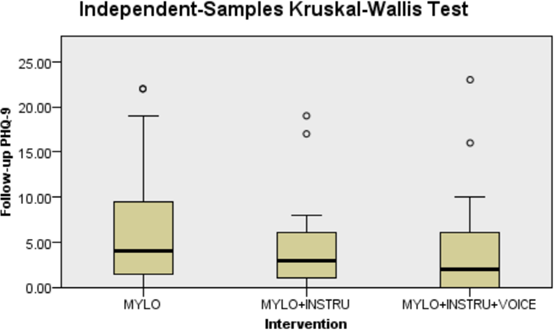 Independent-Samples Kruskal-Wallis Test
25.00
20.00
15.00
10.00
5.00
0.00
Follow-up PHQ-9
MYLO MYLO+INSTRU MYLO+INSTRU+VOICE
Intervention